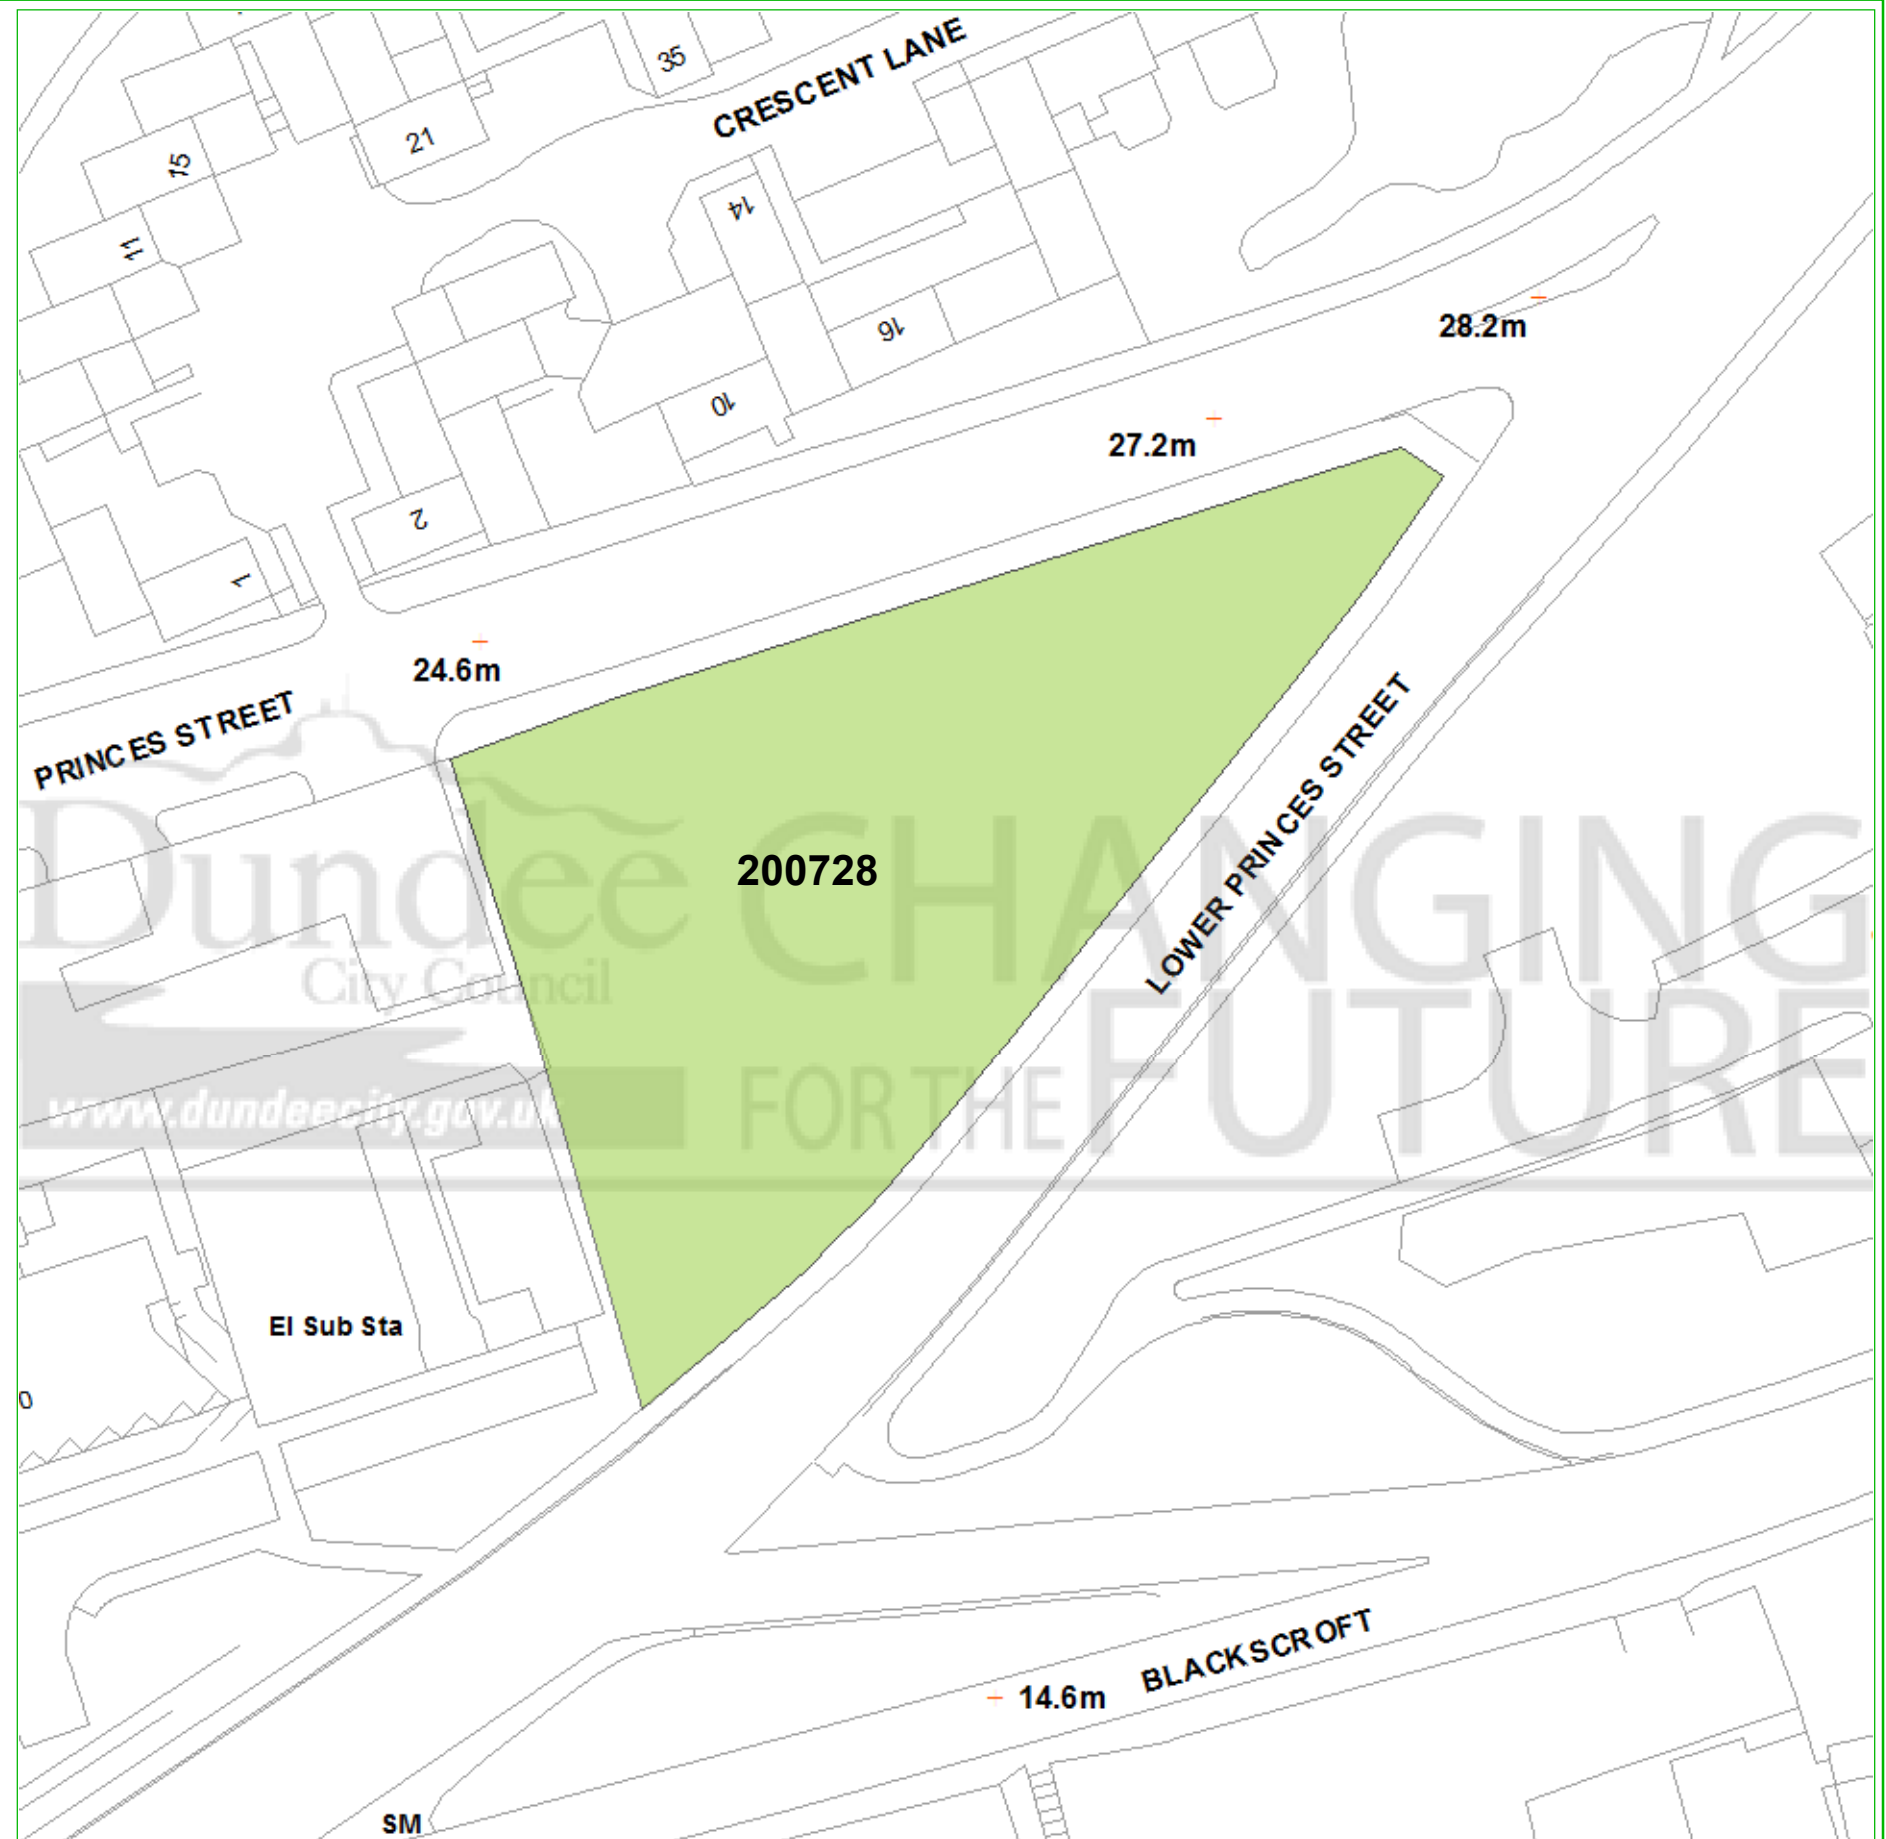 35
CRESCENT LANE
21
15
14
11
28.2m
16
10
27.2m
2
1
24.6m
PRINCES STREET
LOWER PRINCES STREET
200728
Dundee
City Council
www.dundeecity.gov.uk
CHANGING
FOR THE FUTURE
El Sub Sta
0
BLACKSCROFT
14.6m
SM